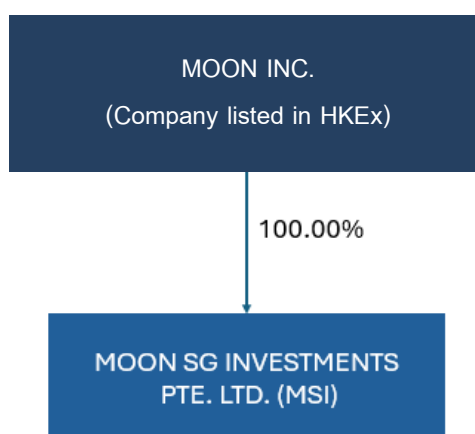 MOON INC.
(Company listed in HKEx)
100.00%
MOON SG INVESTMENTS
PTE. LTD. (MSI)